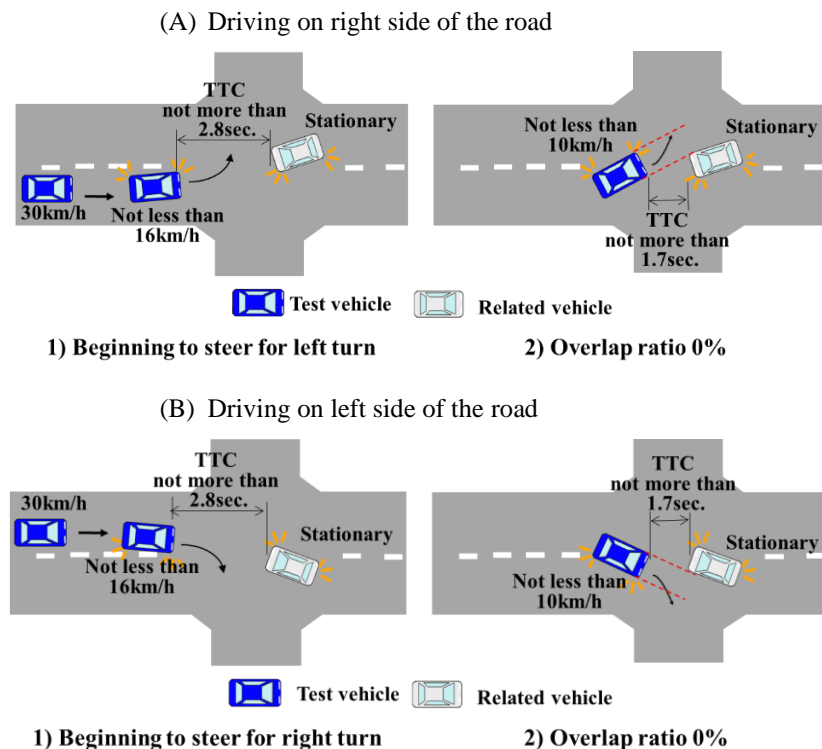 (A) Driving on right side of the road
TTC
not more than
2.8sec.
Stationary
30km/h
Not less than
16km/h
Not less than
10km/h
Stationary
TTC
not more than
1.7sec.
Test vehicle
Related vehicle
1) Beginning to steer for left turn
2) Overlap ratio 0%
(B) Driving on left side of the road
TTC
not more than
2.8sec.
30km/h
Stationary
Not less than
16km/h
TTC
not more than
1.7sec.
Stationary
Not less than
10km/h
Test vehicle
Related vehicle
1) Beginning to steer for right turn
2) Overlap ratio 0%